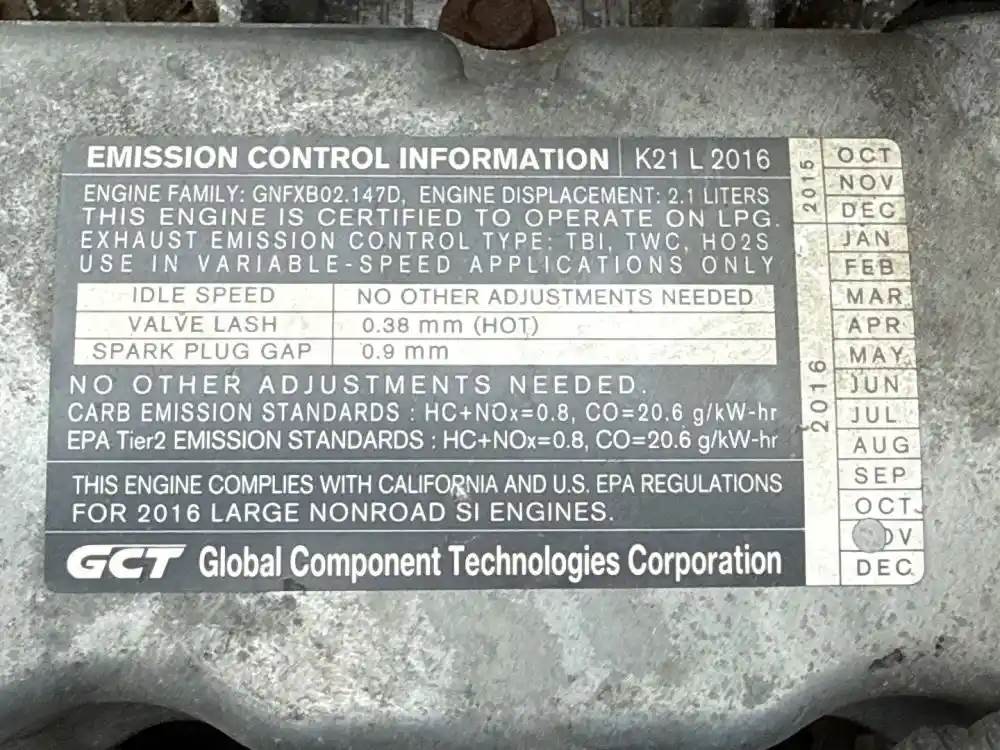 EMISSION CONTROL INFORMATION K21 L 2016
ENGINE FAMILY: GNFXB02.147D, ENGINE DISPLACEMENT: 2.1 LITERS
THIS ENGINE IS CERTIFIED TO OPERATE ON LPG.
EXHAUST EMISSION CONTROL TYPE: TBI, TWC, HO2S
USE IN VARIABLE-SPEED APPLICATIONS ONLY
IDLE SPEED NO OTHER ADJUSTMENTS NEEDED
VALVE LASH 0.38 mm (HOT)
SPARK PLUG GAP 0.9 mm
NO OTHER ADJUSTMENTS NEEDED.
CARB EMISSION STANDARDS : HC+NOx=0.8, CO=20.6 g/kW-hr
EPA Tier2 EMISSION STANDARDS : HC+NOx=0.8, CO=20.6 g/kW-hr
THIS ENGINE COMPLIES WITH CALIFORNIA AND U.S. EPA REGULATIONS
FOR 2016 LARGE NONROAD SI ENGINES.
GCT Global Component Technologies Corporation
2015
OCT
NOV
DEC
2016
JAN
FEB
MAR
APR
MAY
JUN
JUL
AUG
SEP
OCT
DEC